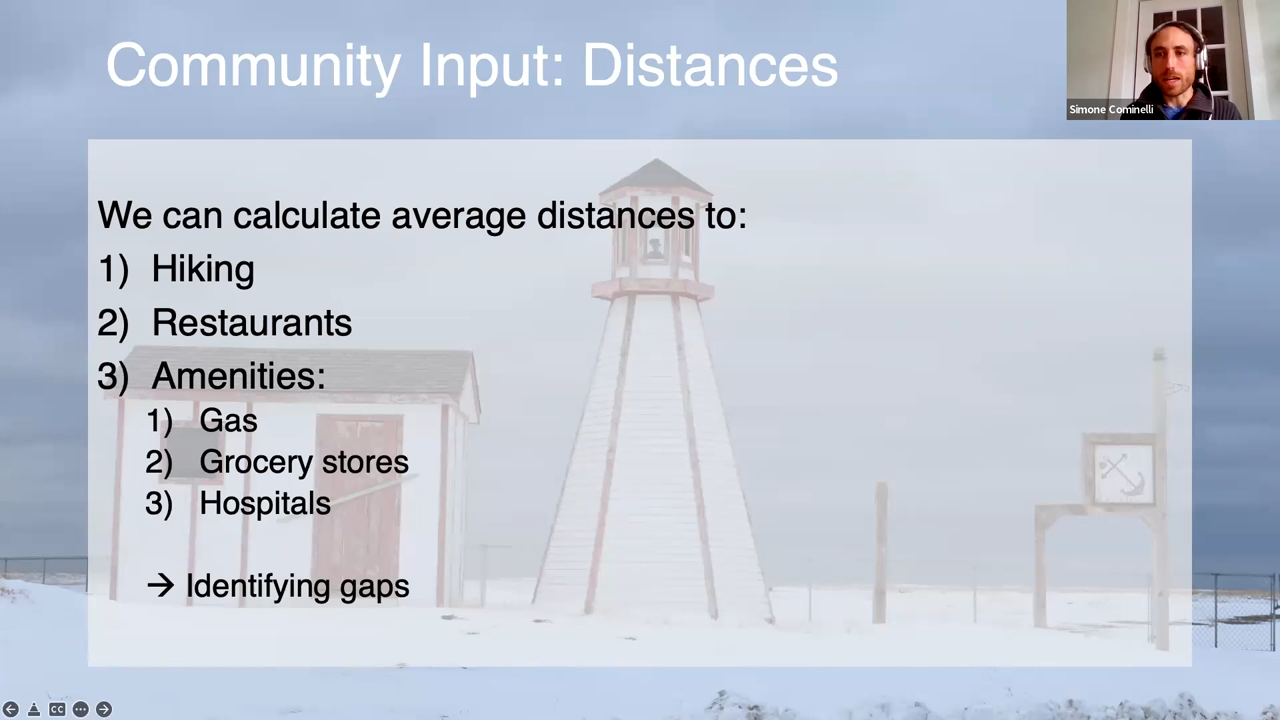 Community Input: Distances
Simone Cominelli
We can calculate average distances to:
1) Hiking
2) Restaurants
3) Amenities:
1) Gas
2) Grocery stores
3) Hospitals
→ Identifying gaps
CC